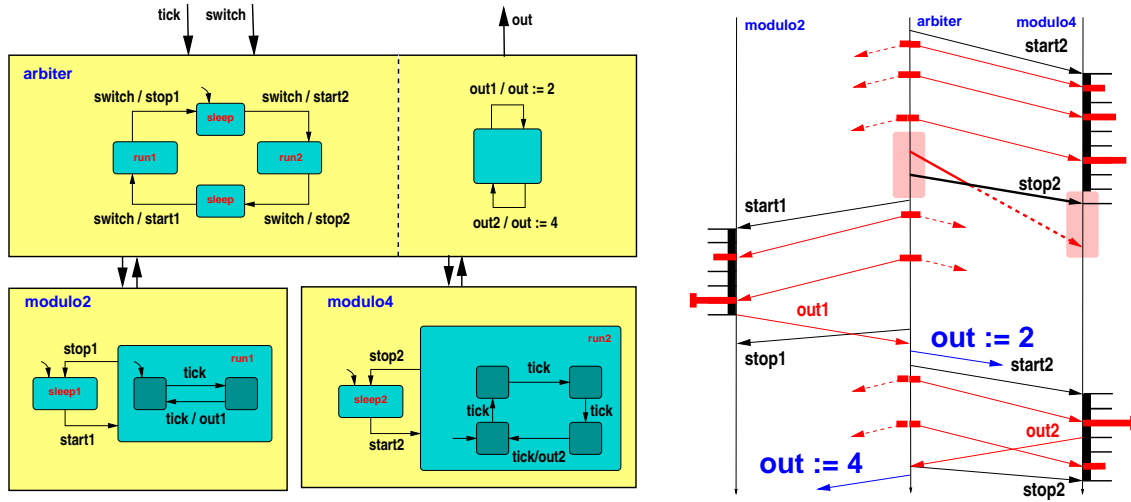 tick
switch
out
arbiter
switch / stop1
switch / start2
sleep
run1
run2
sleep
switch / start1
switch / stop2
out1 / out := 2
out2 / out := 4
modulo2
stop1
sleep1
start1
run1
tick
tick / out1
modulo4
stop2
sleep2
start2
run2
tick
tick
tick
tick/out2
modulo2
arbiter
modulo4
start2
stop2
start1
out1
out := 2
stop1
start2
out2
out := 4
stop2